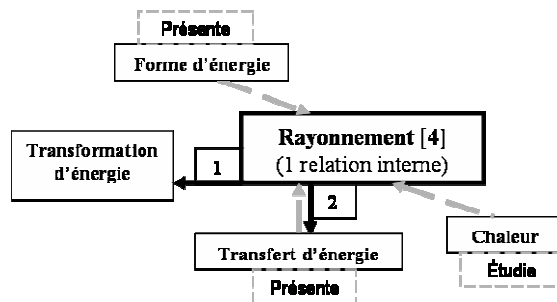 Présente
Forme d'énergie
Rayonnement [4]
(1 relation interne)
Transformation
d'énergie
1
2
Transfert d'énergie
Présente
Chaleur
Étudie